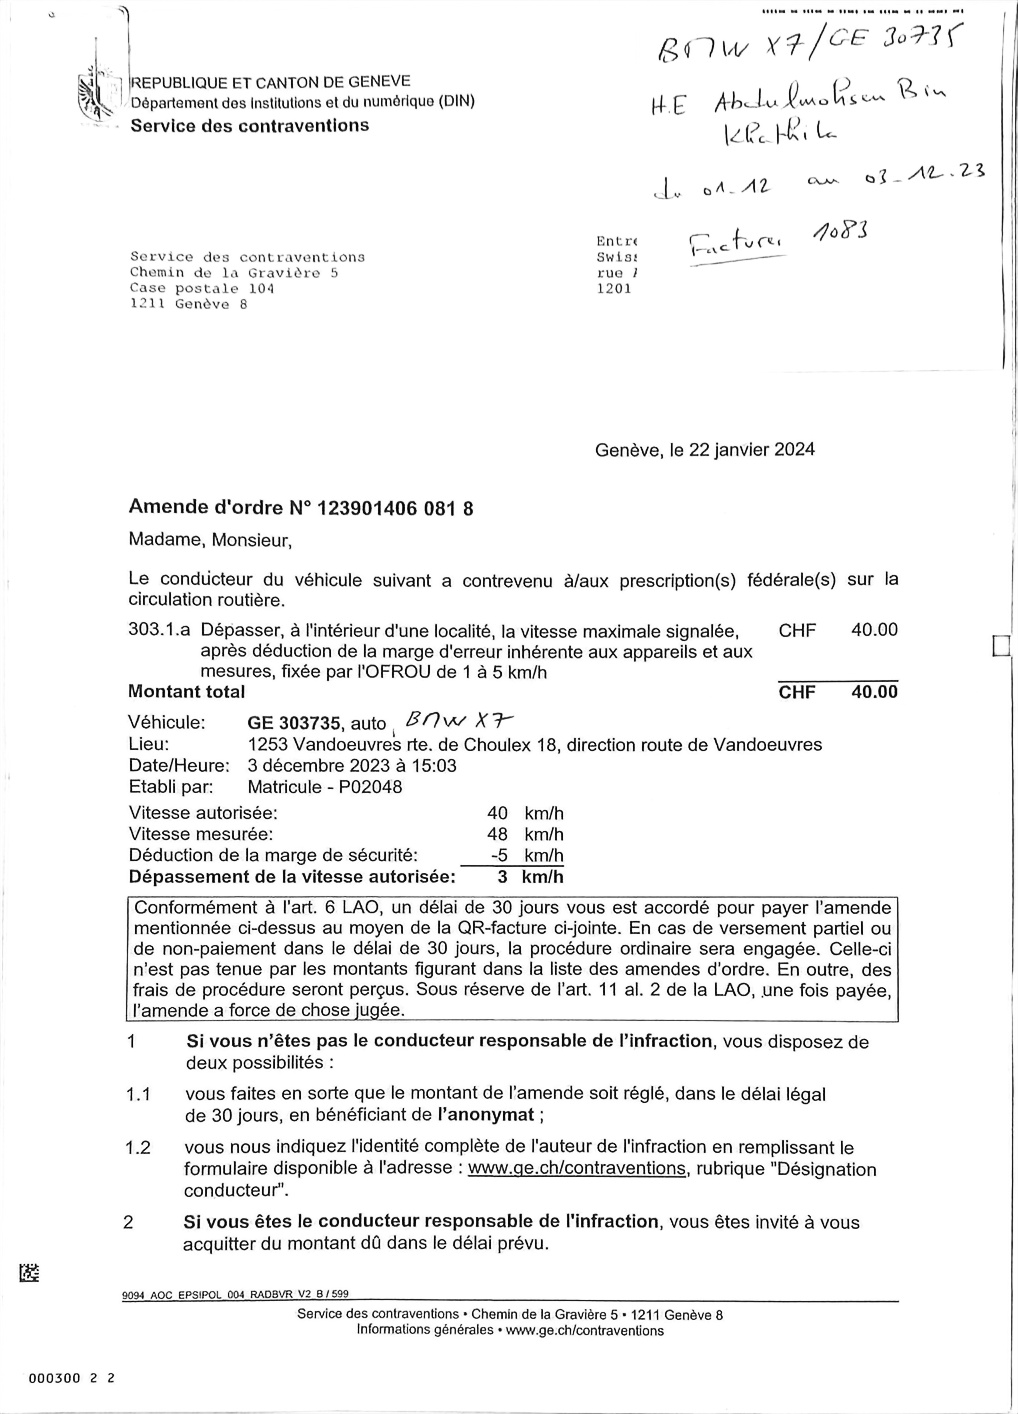 BMW X7/GE 30735
H.E Abdulmohsen Bin
du 01-12 au 03-12.23
Facturer 1083
REPUBLIQUE ET CANTON DE GENEVE
Département des institutions et du numérique (DIN)
Service des contraventions
Service des contraventions
Chemin de la Gravière 5
Case postale 104
1211 Genève 8
Entre
Swiss
rue
1201
Genève, le 22 janvier 2024
Amende d'ordre N° 123901406 081 8
Madame, Monsieur,
Le conducteur du véhicule suivant a contrevenu à/aux prescription(s) fédérale(s) sur la
circulation routière.
303.1.a Dépasser, à l'intérieur d'une localité, la vitesse maximale signalée, CHF 40.00
après déduction de la marge d'erreur inhérente aux appareils et aux
mesures, fixée par l'OFROU de 1 à 5 km/h
Montant total CHF 40.00
Véhicule: GE 303735, auto, BMW X7
Lieu: 1253 Vandoeuvres rte. de Choulex 18, direction route de Vandoeuvres
Date/Heure: 3 décembre 2023 à 15:03
Etabli par: Matricule - P02048
Vitesse autorisée: 40 km/h
Vitesse mesurée: 48 km/h
Déduction de la marge de sécurité: -5 km/h
Dépassement de la vitesse autorisée: 3 km/h
Conformément à l'art. 6 LAO, un délai de 30 jours vous est accordé pour payer l'amende
mentionnée ci-dessus au moyen de la QR-facture ci-jointe. En cas de versement partiel ou
de non-paiement dans le délai de 30 jours, la procédure ordinaire sera engagée. Celle-ci
n'est pas tenue par les montants figurant dans la liste des amendes d'ordre. En outre, des
frais de procédure seront perçus. Sous réserve de l'art. 11 al. 2 de la LAO, une fois payée,
l'amende a force de chose jugée.
1 Si vous n'êtes pas le conducteur responsable de l'infraction, vous disposez de
deux possibilités :
1.1 vous faites en sorte que le montant de l'amende soit réglé, dans le délai légal
de 30 jours, en bénéficiant de l'anonymat ;
1.2 vous nous indiquez l'identité complète de l'auteur de l'infraction en remplissant le
formulaire disponible à l'adresse : www.ge.ch/contraventions, rubrique "Désignation
conducteur".
2 Si vous êtes le conducteur responsable de l'infraction, vous êtes invité à vous
acquitter du montant dû dans le délai prévu.
9094 AOC EPSIPOL 004 RADBVR V2 B / 599
Service des contraventions • Chemin de la Gravière 5 • 1211 Genève 8
Informations générales • www.ge.ch/contraventions
000300 2 2